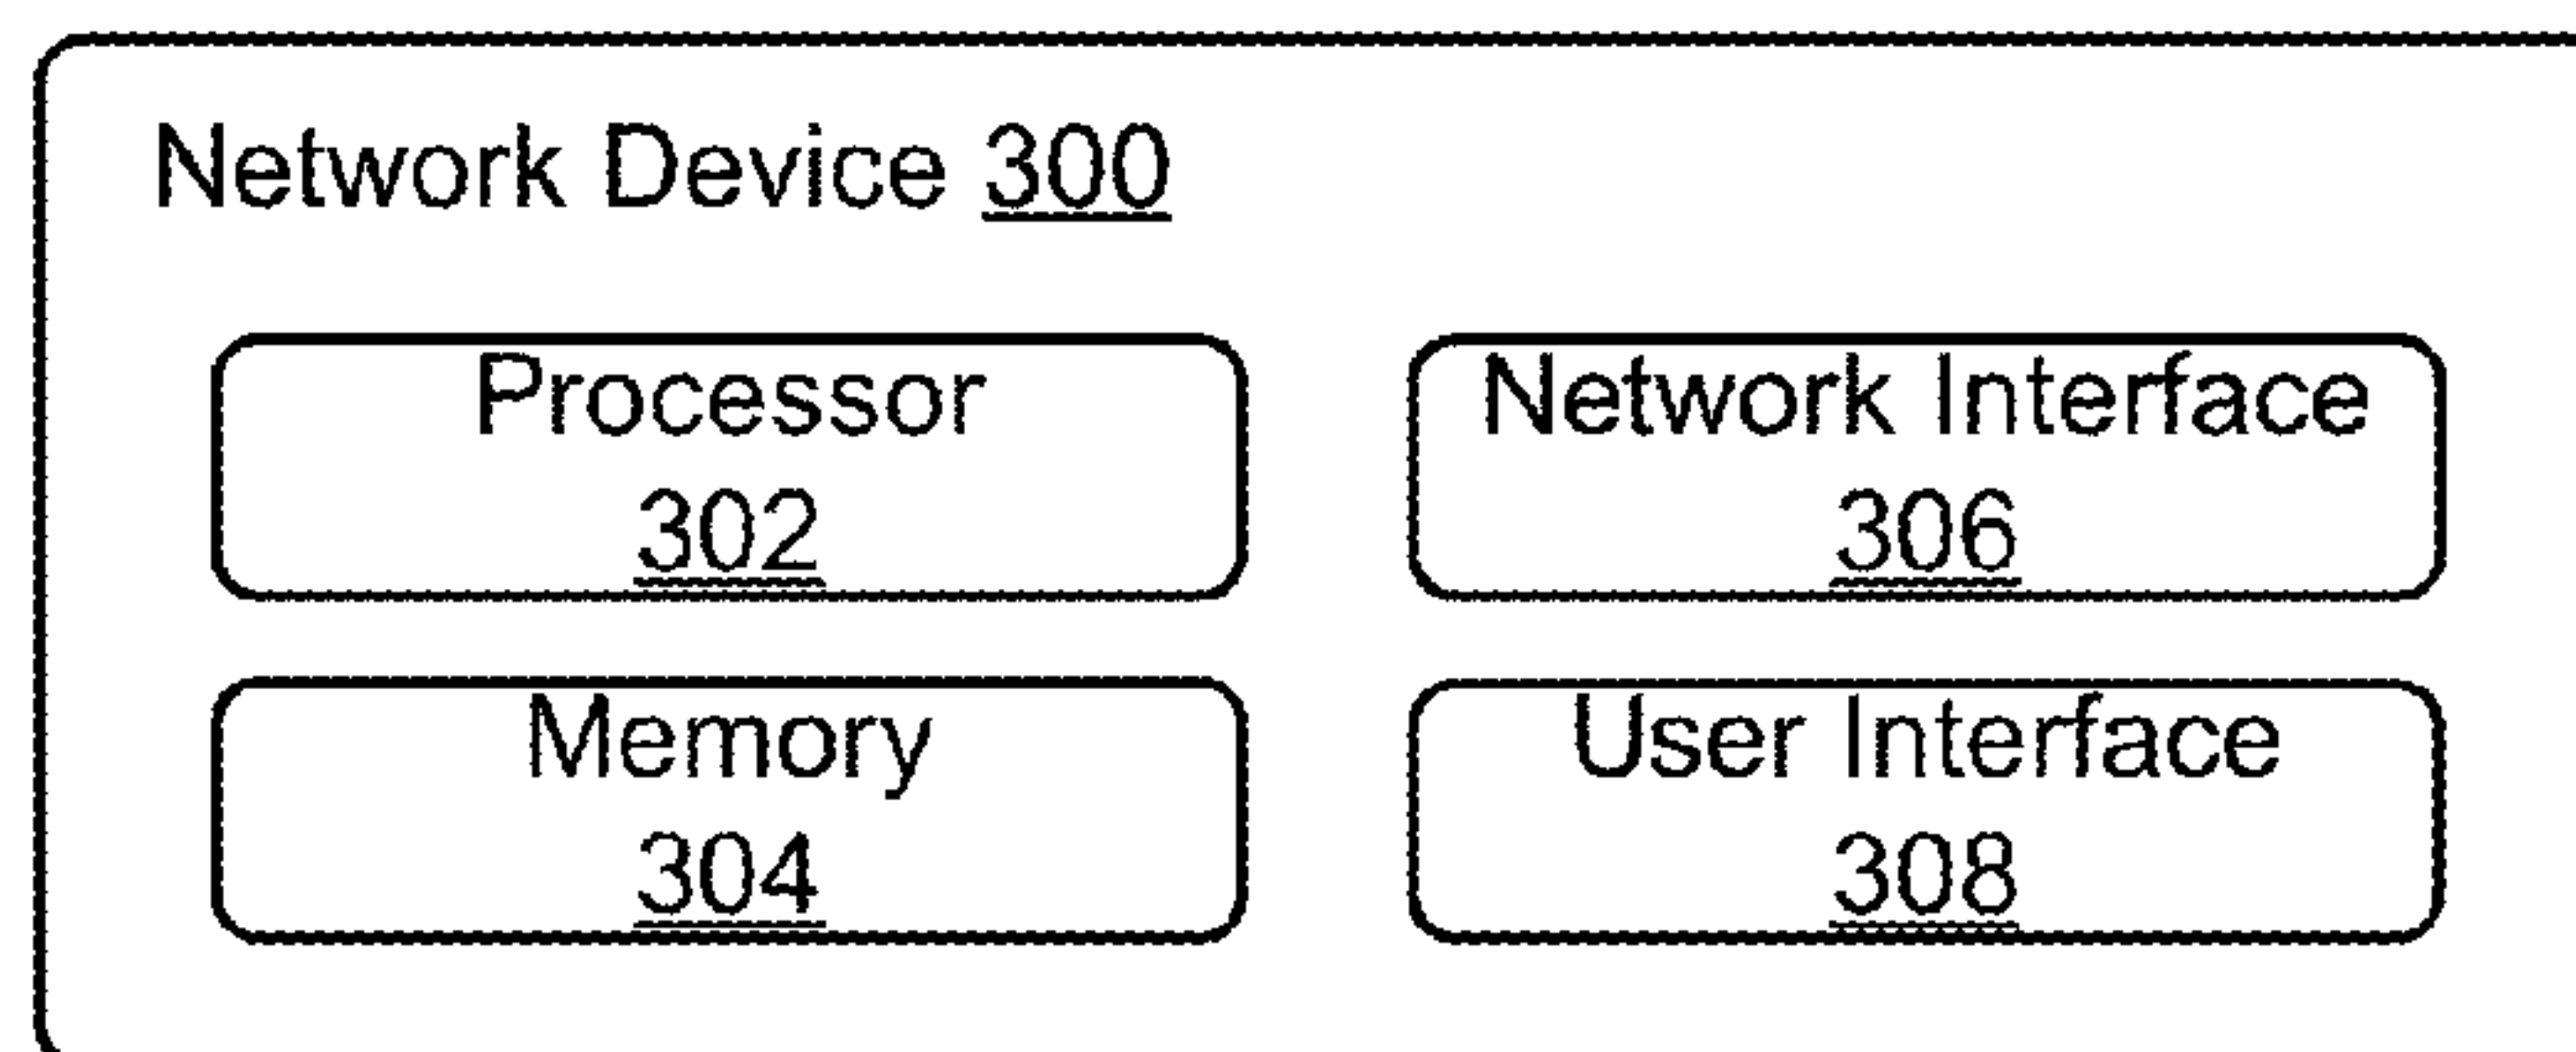 Network Device 300
Processor
302
Network Interface
306
Memory
304
User Interface
308